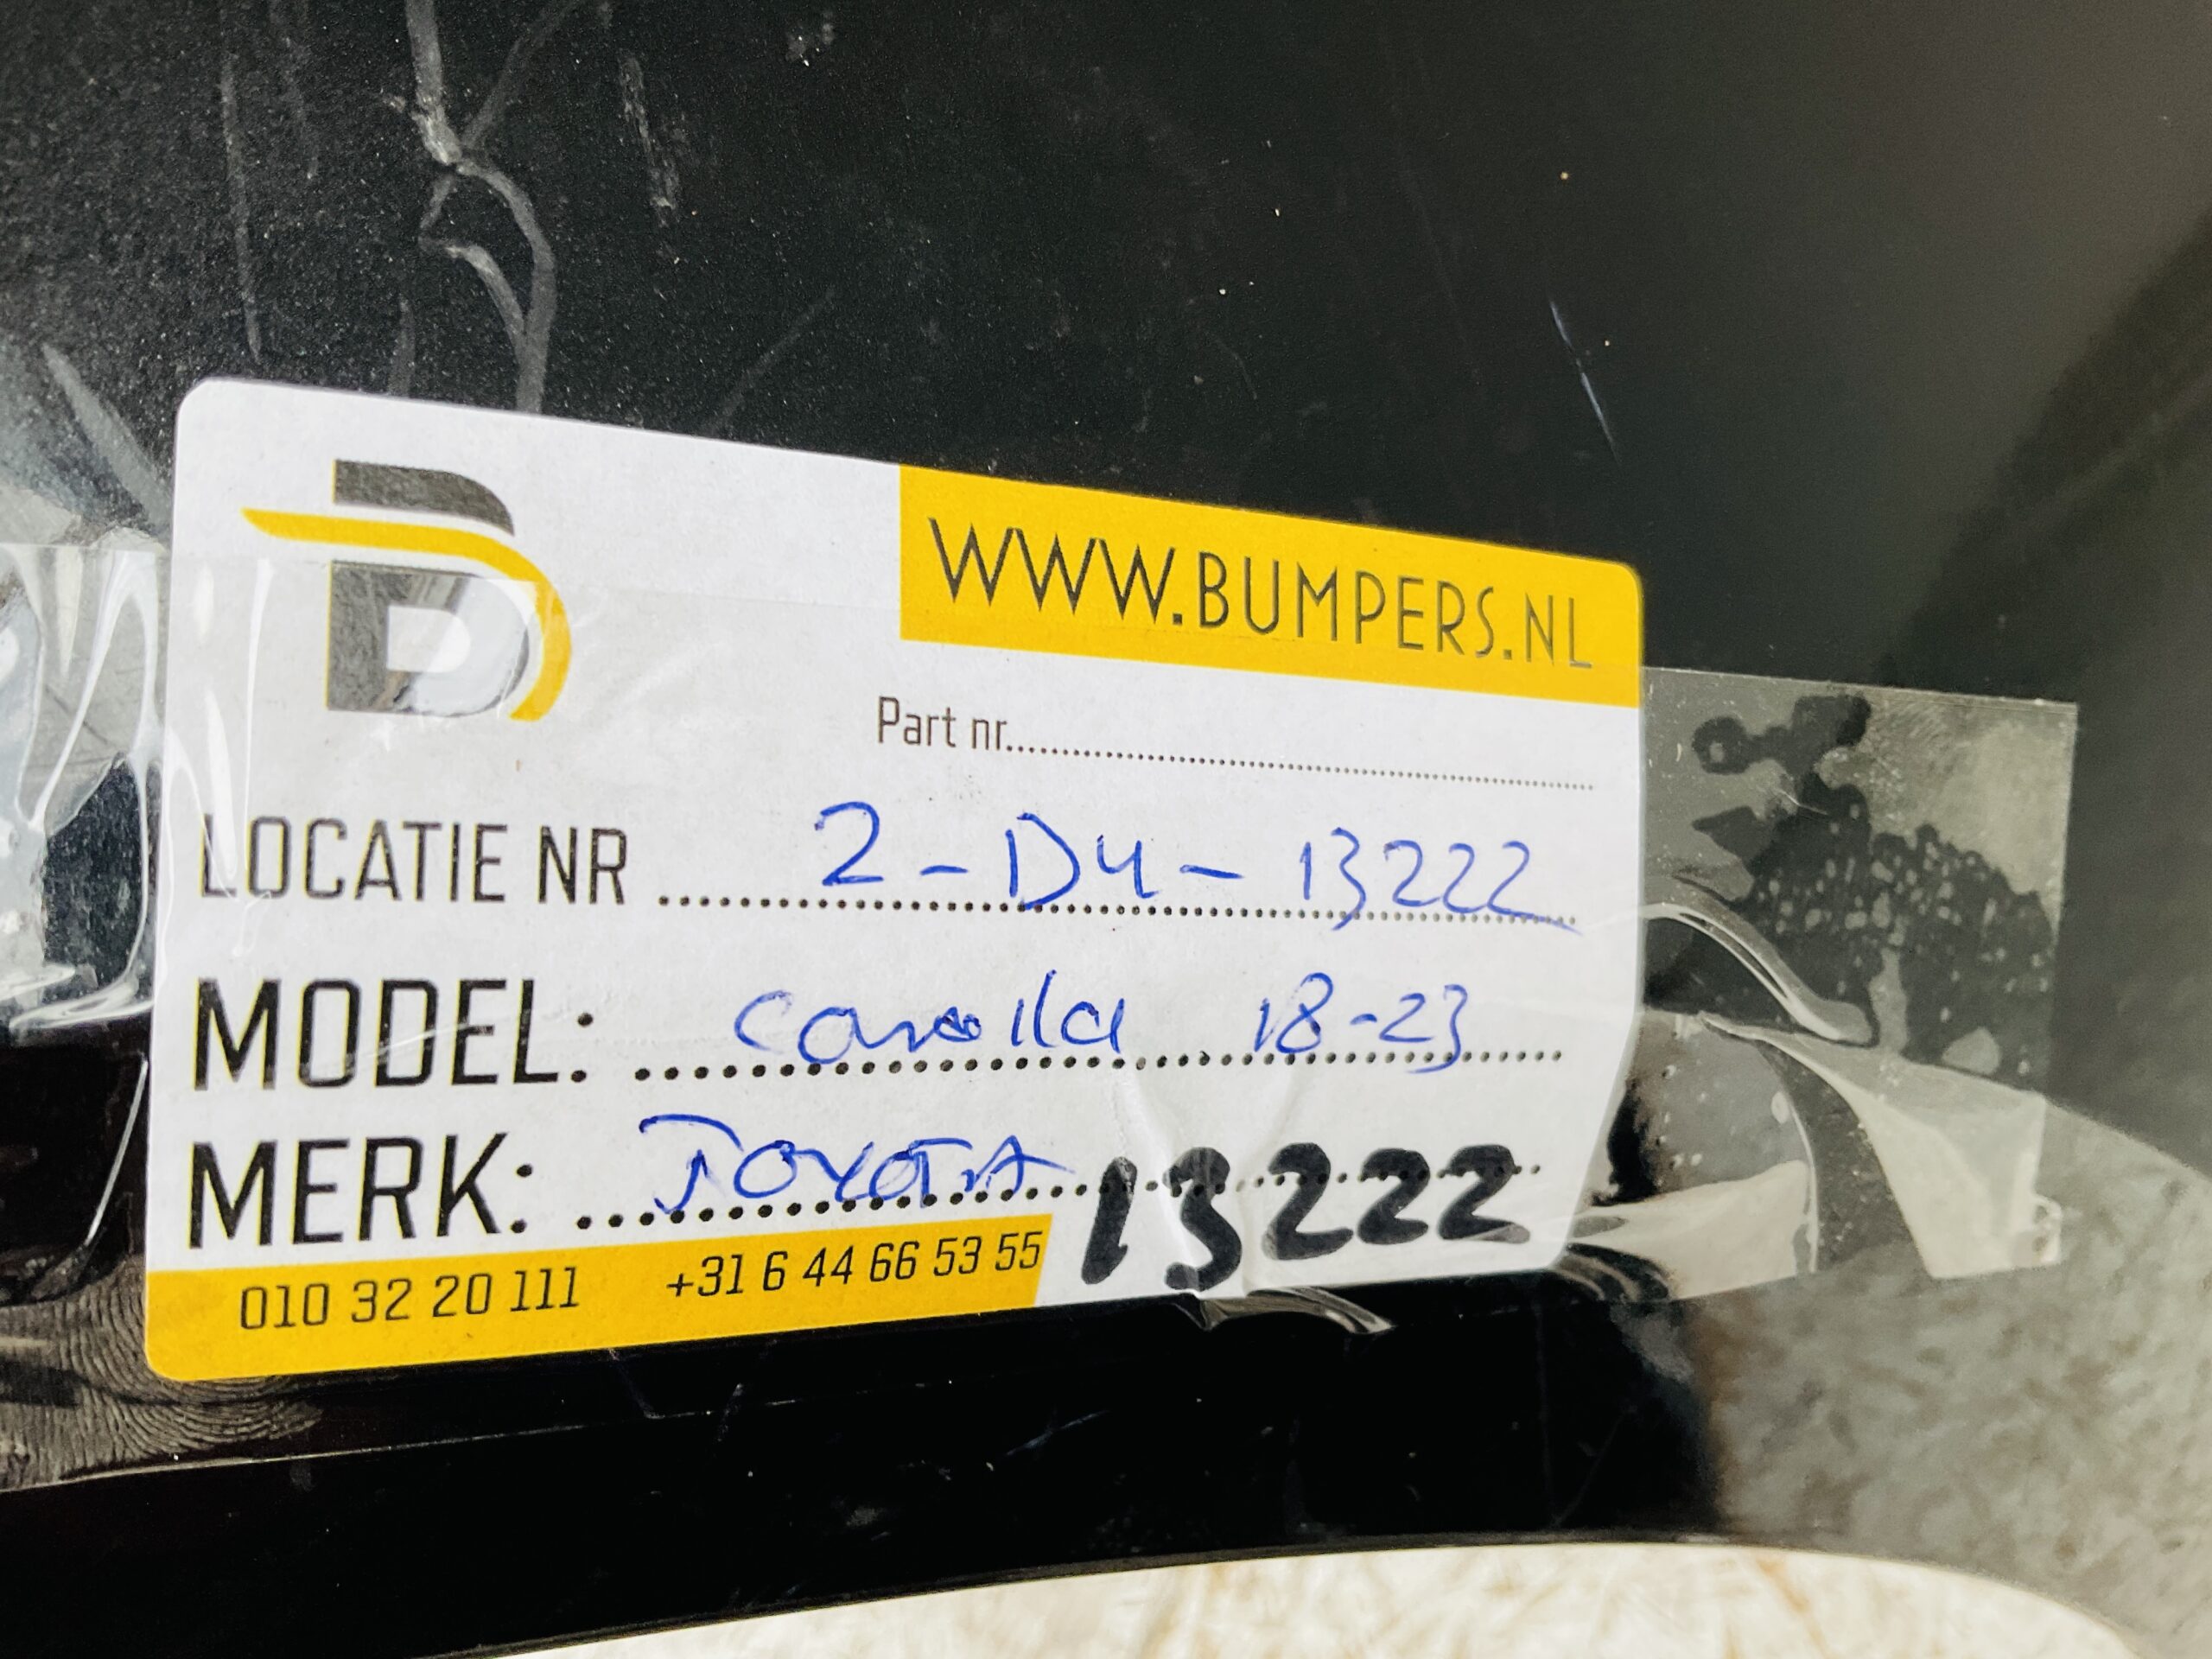 B
WWW.BUMPERS.NL
Part nr..........
LOCATIE NR .......... 2-D4-13222
MODEL: .......... Corolla 18-23
MERK: .......... TOYOTA 13222
010 32 20 111 +31 6 44 66 53 55